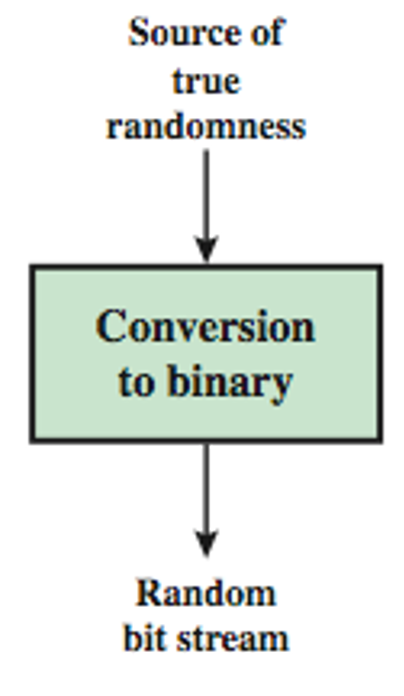 Source of
true
randomness
Conversion
to binary
Random
bit stream